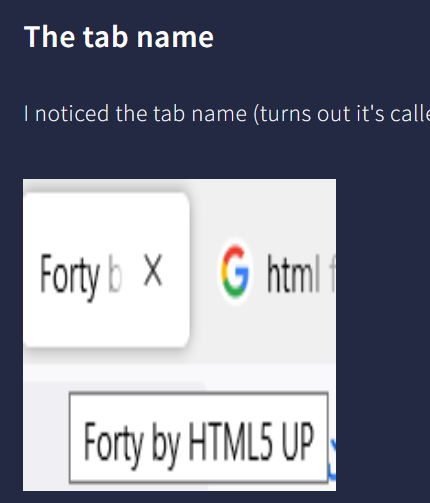 The tab name
I noticed the tab name (turns out it's calle
Forty b
html f
Forty by HTML5 UP